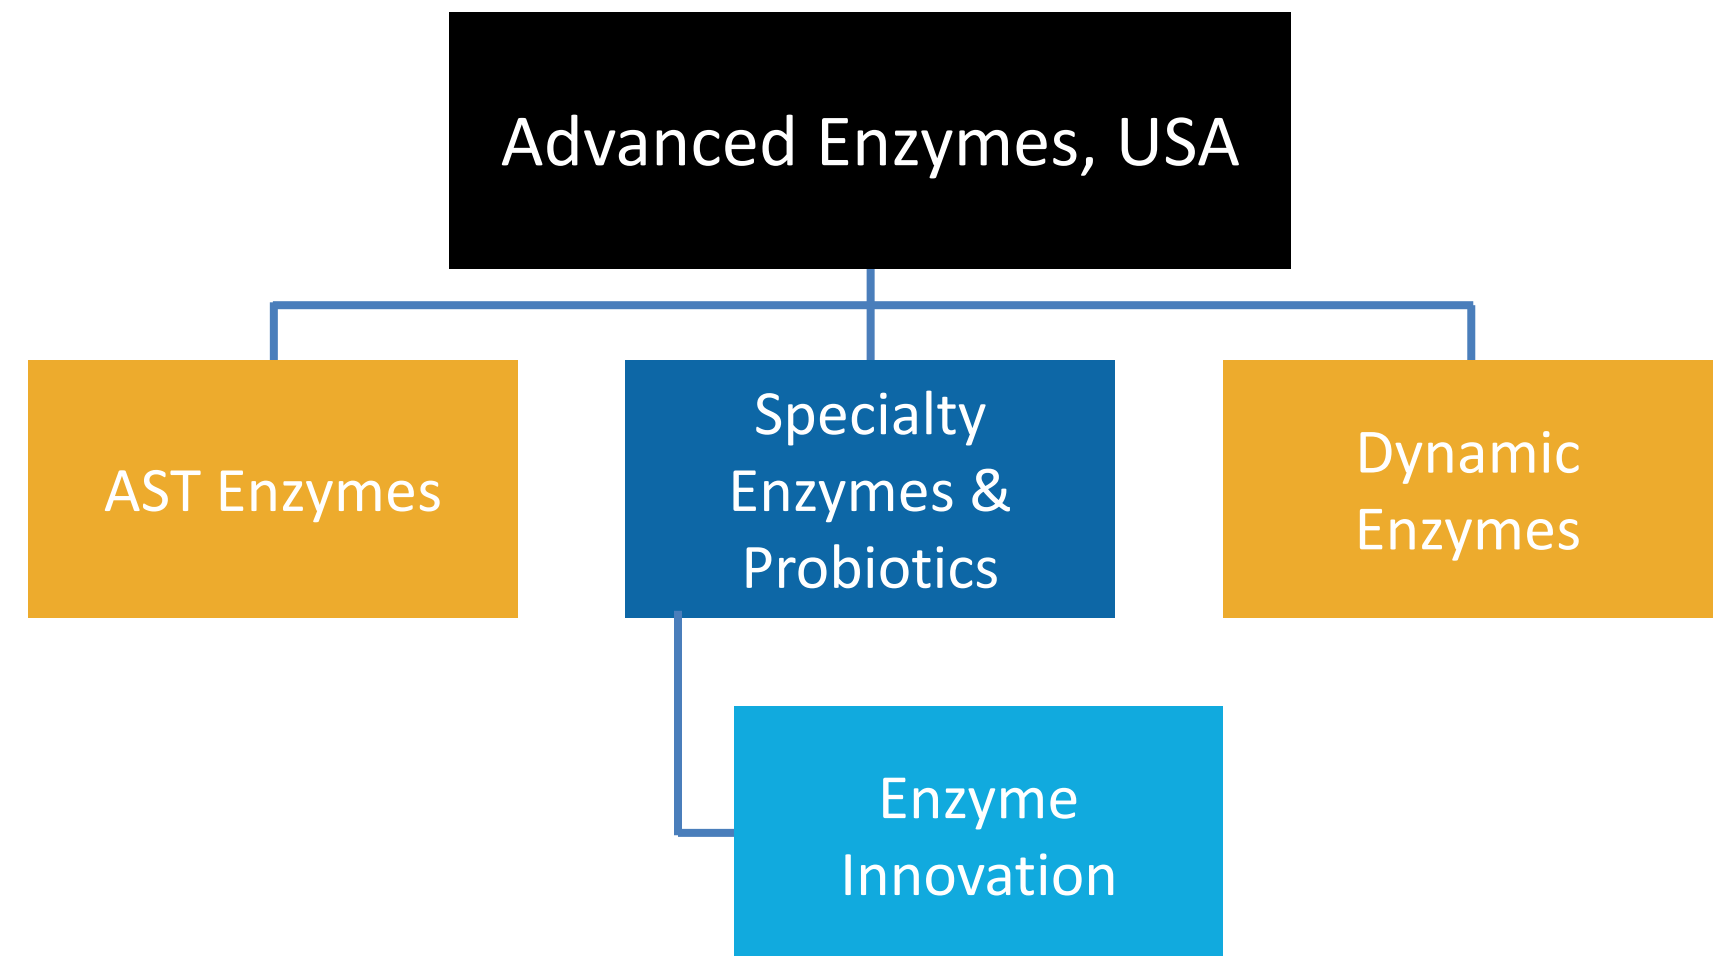 Advanced Enzymes, USA
AST Enzymes
Specialty
Enzymes &
Probiotics
Dynamic
Enzymes
Enzyme
Innovation